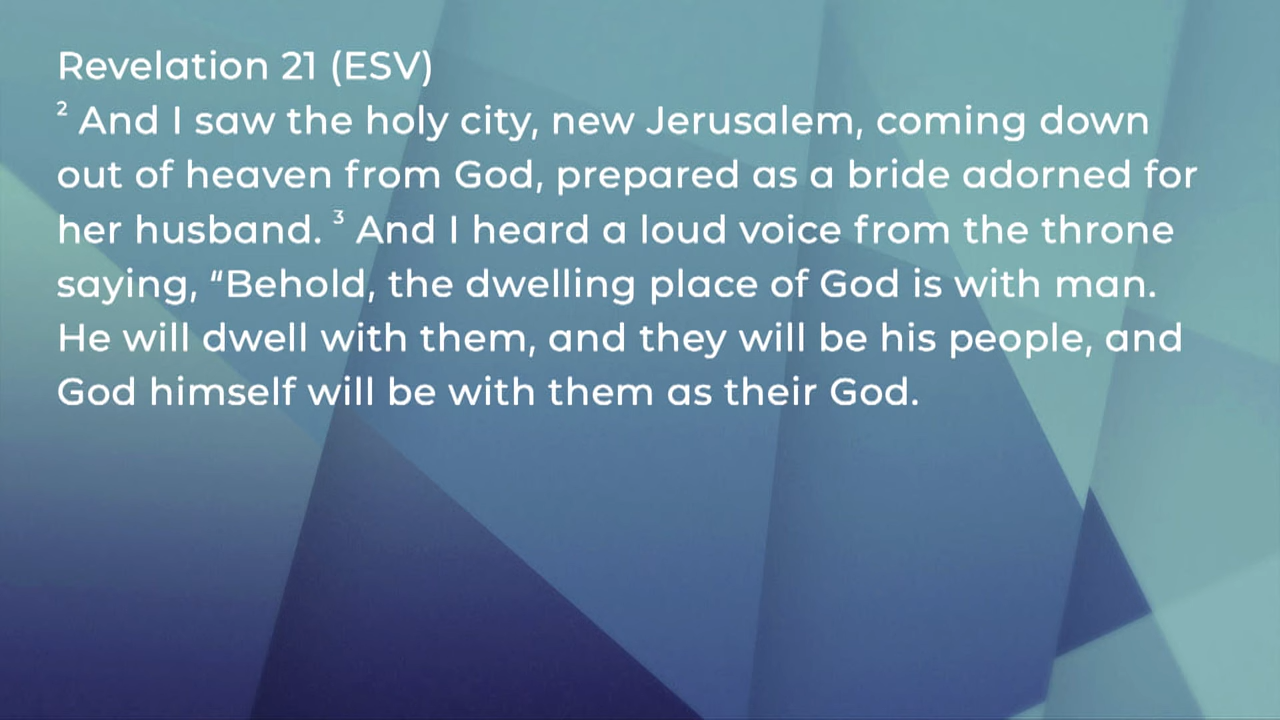 Revelation 21 (ESV)
² And I saw the holy city, new Jerusalem, coming down
out of heaven from God, prepared as a bride adorned for
her husband. ³ And I heard a loud voice from the throne
saying, "Behold, the dwelling place of God is with man.
He will dwell with them, and they will be his people, and
God himself will be with them as their God.